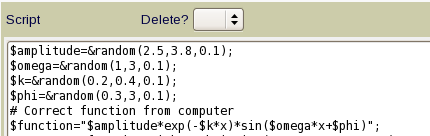 Script Delete?
$amplitude=&random(2.5,3.8,0.1);
$omega=&random(1,3,0.1);
$k=&random(0.2,0.4,0.1);
$phi=&random(0.3,3,0.1);
# Correct function from computer
$function="$amplitude*exp(-$k*x)*sin($omega*x+$phi)";